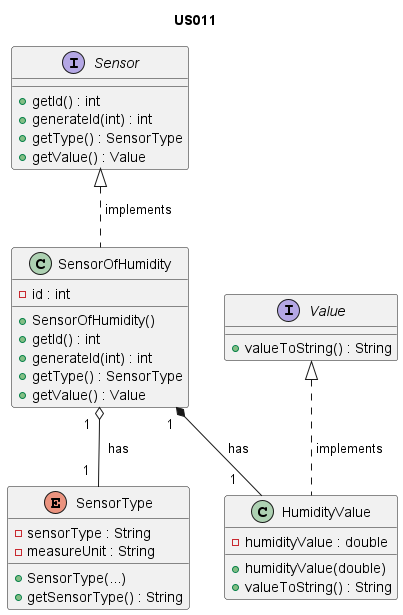 US011
I Sensor
getId() : int
generateId(int) : int
getType() : SensorType
getValue() : Value
implements
C SensorOfHumidity
id : int
SensorOfHumidity()
getId() : int
generateId(int) : int
getType() : SensorType
getValue() : Value
I Value
valueToString() : String
1
has
1
1
has
1
implements
E SensorType
sensorType : String
measureUnit : String
SensorType(...)
getSensorType() : String
C HumidityValue
humidityValue : double
humidityValue(double)
valueToString() : String